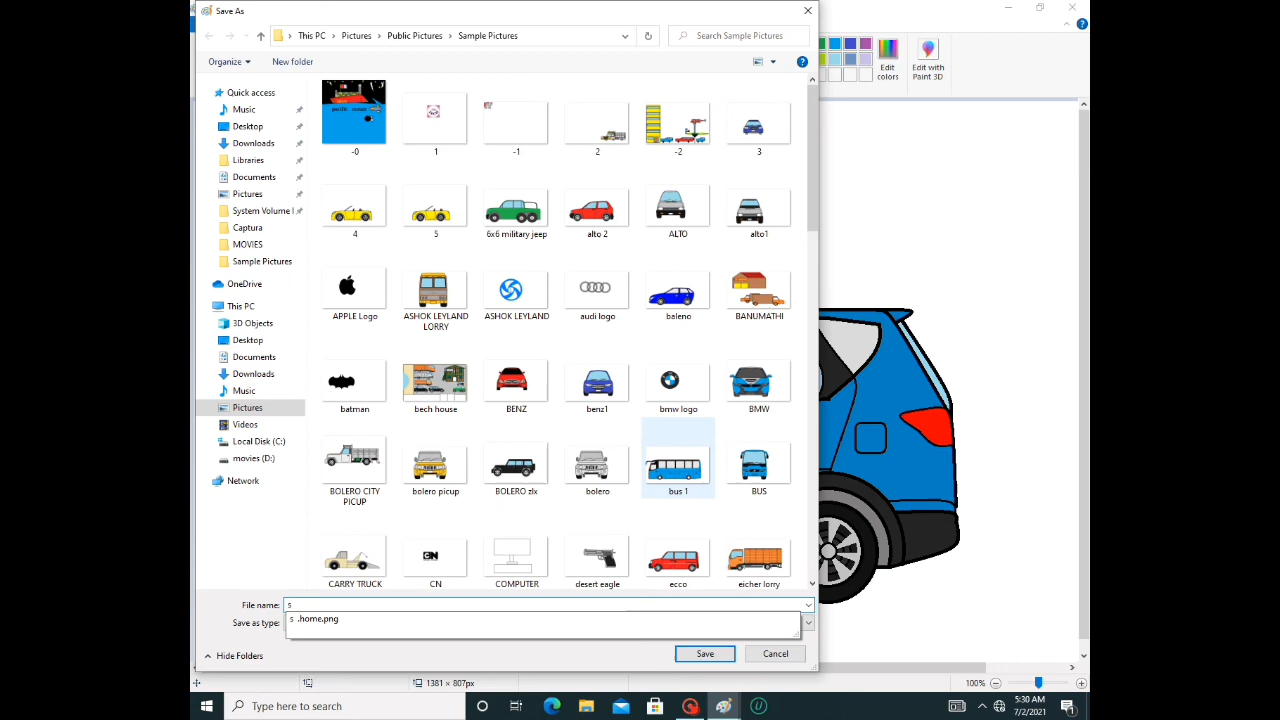 Save As
This PC
Pictures
Public Pictures
Sample Pictures
Search Sample Pictures
Organize
New folder
Edit colors
Edit with Paint 3D
Quick access
Music
Desktop
Downloads
Libraries
Documents
Pictures
System Volume I
Captura
MOVIES
Sample Pictures
OneDrive
This PC
3D Objects
Desktop
Documents
Downloads
Music
Pictures
Videos
Local Disk (C:)
movies (D:)
Network
-0
1
-1
2
-2
3
4
5
6x6 military jeep
alto 2
ALTO
alto1
APPLE Logo
ASHOK LEYLAND LORRY
ASHOK LEYLAND
audi logo
baleno
BANUMATHI
batman
bech house
BENZ
benz1
bmw logo
BMW
BOLERO CITY PICUP
bolero picup
BOLERO zlx
bolero
bus 1
BUS
CARRY TRUCK
CN
COMPUTER
desert eagle
ecco
eicher lorry
File name: s
s .home.png
Save as type:
Hide Folders
Save
Cancel
1381 × 807px
100%
Type here to search
5:30 AM
7/2/2021